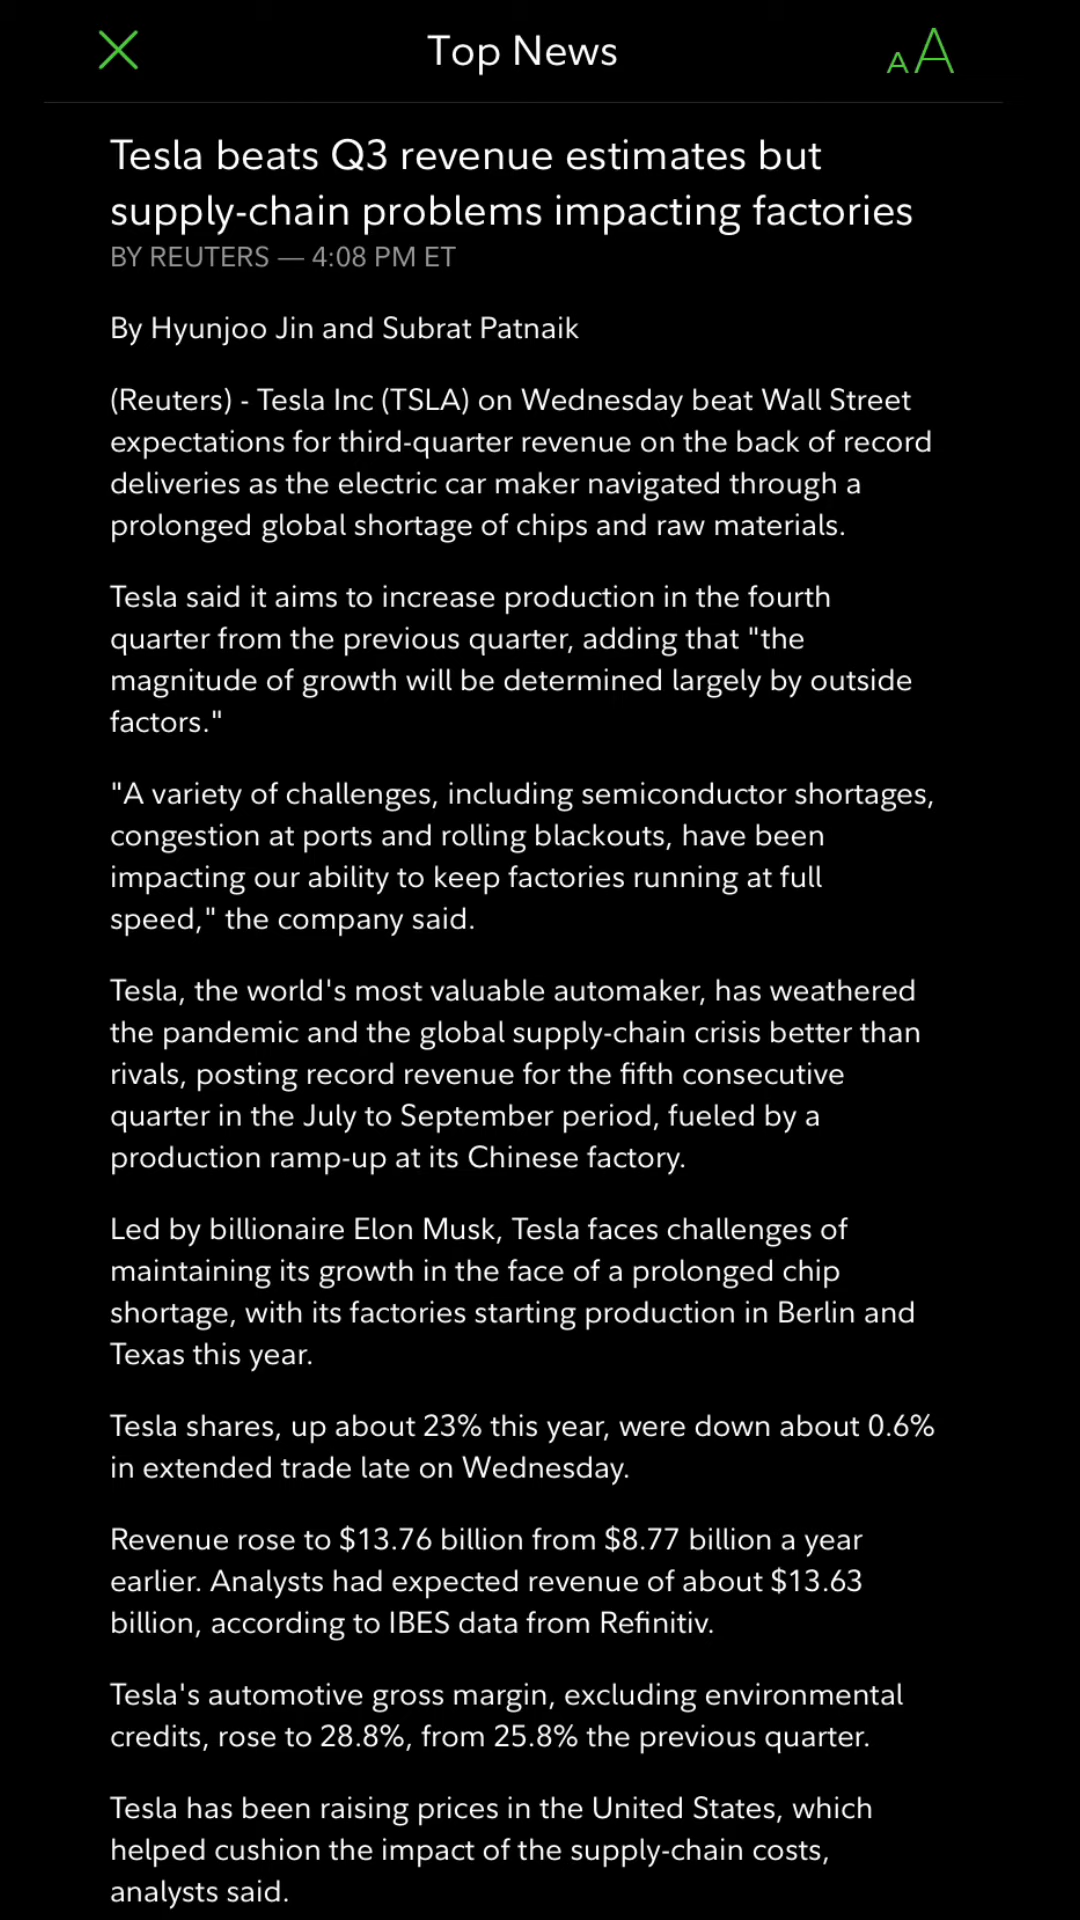 Top News
AA
Tesla beats Q3 revenue estimates but
supply-chain problems impacting factories
BY REUTERS — 4:08 PM ET
By Hyunjoo Jin and Subrat Patnaik
(Reuters) - Tesla Inc (TSLA) on Wednesday beat Wall Street
expectations for third-quarter revenue on the back of record
deliveries as the electric car maker navigated through a
prolonged global shortage of chips and raw materials.
Tesla said it aims to increase production in the fourth
quarter from the previous quarter, adding that "the
magnitude of growth will be determined largely by outside
factors."
"A variety of challenges, including semiconductor shortages,
congestion at ports and rolling blackouts, have been
impacting our ability to keep factories running at full
speed," the company said.
Tesla, the world's most valuable automaker, has weathered
the pandemic and the global supply-chain crisis better than
rivals, posting record revenue for the fifth consecutive
quarter in the July to September period, fueled by a
production ramp-up at its Chinese factory.
Led by billionaire Elon Musk, Tesla faces challenges of
maintaining its growth in the face of a prolonged chip
shortage, with its factories starting production in Berlin and
Texas this year.
Tesla shares, up about 23% this year, were down about 0.6%
in extended trade late on Wednesday.
Revenue rose to $13.76 billion from $8.77 billion a year
earlier. Analysts had expected revenue of about $13.63
billion, according to IBES data from Refinitiv.
Tesla's automotive gross margin, excluding environmental
credits, rose to 28.8%, from 25.8% the previous quarter.
Tesla has been raising prices in the United States, which
helped cushion the impact of the supply-chain costs,
analysts said.